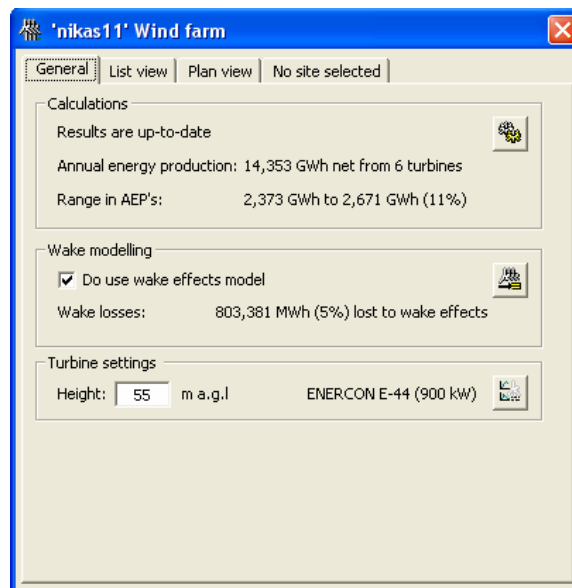 'nikas11' Wind farm
General List view Plan view No site selected
Calculations
Results are up-to-date
Annual energy production: 14,353 GWh net from 6 turbines
Range in AEP's: 2,373 GWh to 2,671 GWh (11%)
Wake modelling
Do use wake effects model
Wake losses: 803,381 MWh (5%) lost to wake effects
Turbine settings
Height: 55 m a.g.l ENERCON E-44 (900 kW)